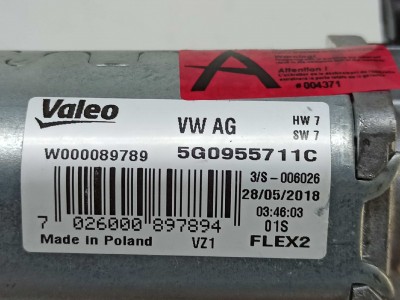 A
Attention !
#004371
Valeo
VW AG
HW 7
SW 7
W000089789
5G0955711C
3/S-006026
28/05/2018
03:46:03
7 026000 897894
01S
Made in Poland
VZ1
FLEX2